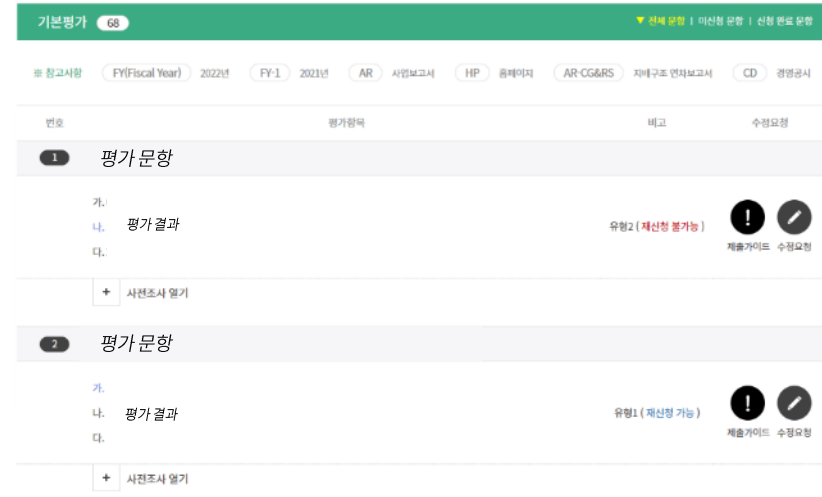 기본평가 68 ▼ 전체 문항 | 미신청 문항 | 신청 완료 문항
※ 참고사항 FY(Fiscal Year) 2022년 FY-1 2021년 AR 사업보고서 HP 홈페이지 AR-CG&RS 지배구조 연차보고서 CD 경영공시
번호 평가항목 비고 수정요청
1 평가 문항
가.
나. 평가 결과 유형2 ( 재신청 불가능 )
다.
제출가이드 수정요청
+ 사전조사 열기
2 평가 문항
가.
나. 평가 결과 유형1 ( 재신청 가능 )
다.
제출가이드 수정요청
+ 사전조사 열기